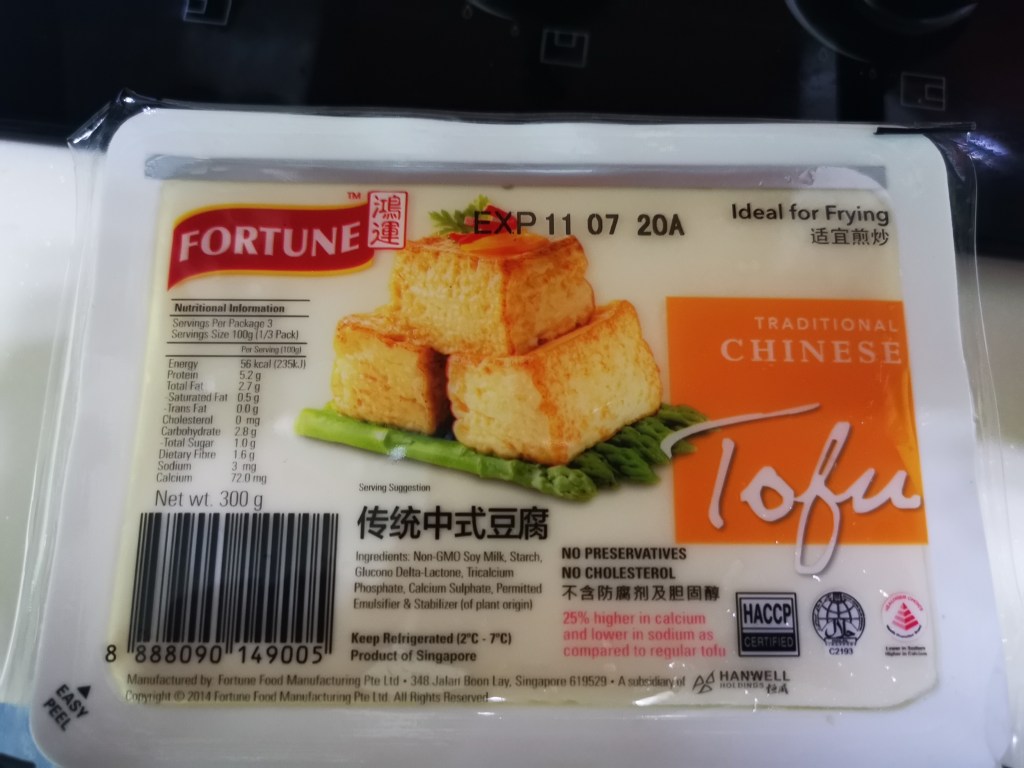 FORTUNE™
鴻運
EXP 11 07 20A
Ideal for Frying
适宜煎炒
Nutritional Information
Servings Per Package 3
Servings Size 100g (1/3 Pack)
Per Serving (100g)
Energy 56 kcal (235kJ)
Protein 5.2 g
Total Fat 2.7 g
-Saturated Fat 0.5 g
-Trans Fat 0.0 g
Cholesterol 0 mg
Carbohydrate 2.8 g
-Total Sugar 1.0 g
Dietary Fibre 1.6 g
Sodium 3 mg
Calcium 72.0 mg
Net wt. 300 g
TRADITIONAL
CHINESE
Tofu
Serving Suggestion
传统中式豆腐
Ingredients: Non-GMO Soy Milk, Starch,
Glucono Delta-Lactone, Tricalcium
Phosphate, Calcium Sulphate, Permitted
Emulsifier & Stabilizer (of plant origin)
Keep Refrigerated (2°C - 7°C)
Product of Singapore
NO PRESERVATIVES
NO CHOLESTEROL
不含防腐剂及胆固醇
25% higher in calcium
and lower in sodium as
compared to regular tofu
HACCP
CERTIFIED
C2193
Lower in Sodium
Higher in Calcium
8 888090 149005
Manufactured by: Fortune Food Manufacturing Pte Ltd • 348 Jalan Boon Lay, Singapore 619529 • A subsidiary of HANWELL
HOLDINGS
Copyright © 2014 Fortune Food Manufacturing Pte Ltd. All Rights Reserved
EASY
PEEL